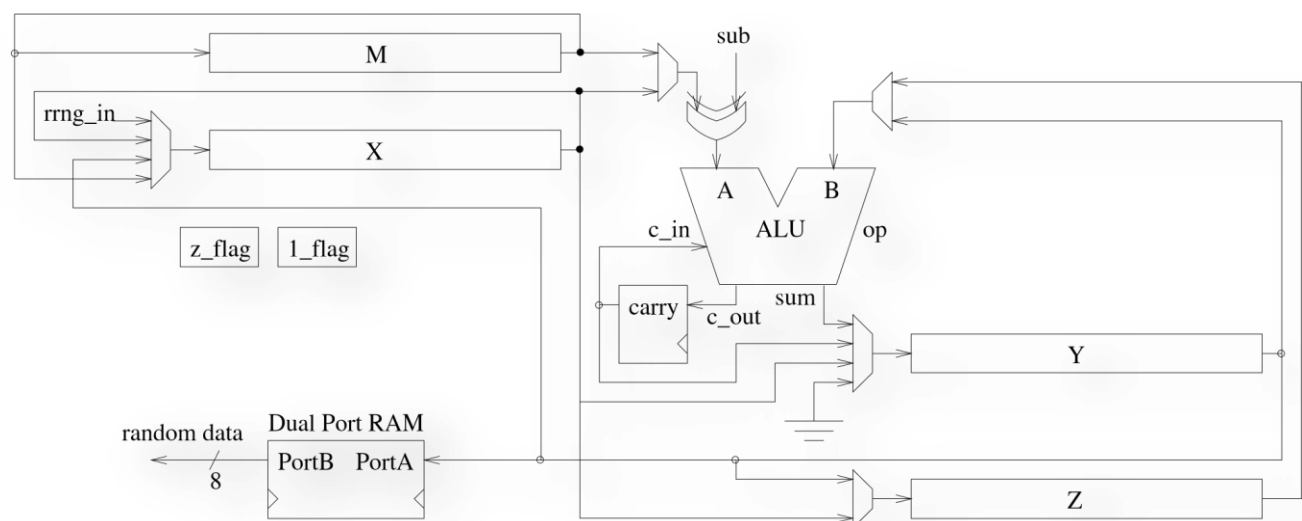 M
sub
rrng_in
X
A
B
c_in
ALU
op
z_flag
1_flag
carry
sum
c_out
Y
Dual Port RAM
random data
PortB
PortA
8
Z